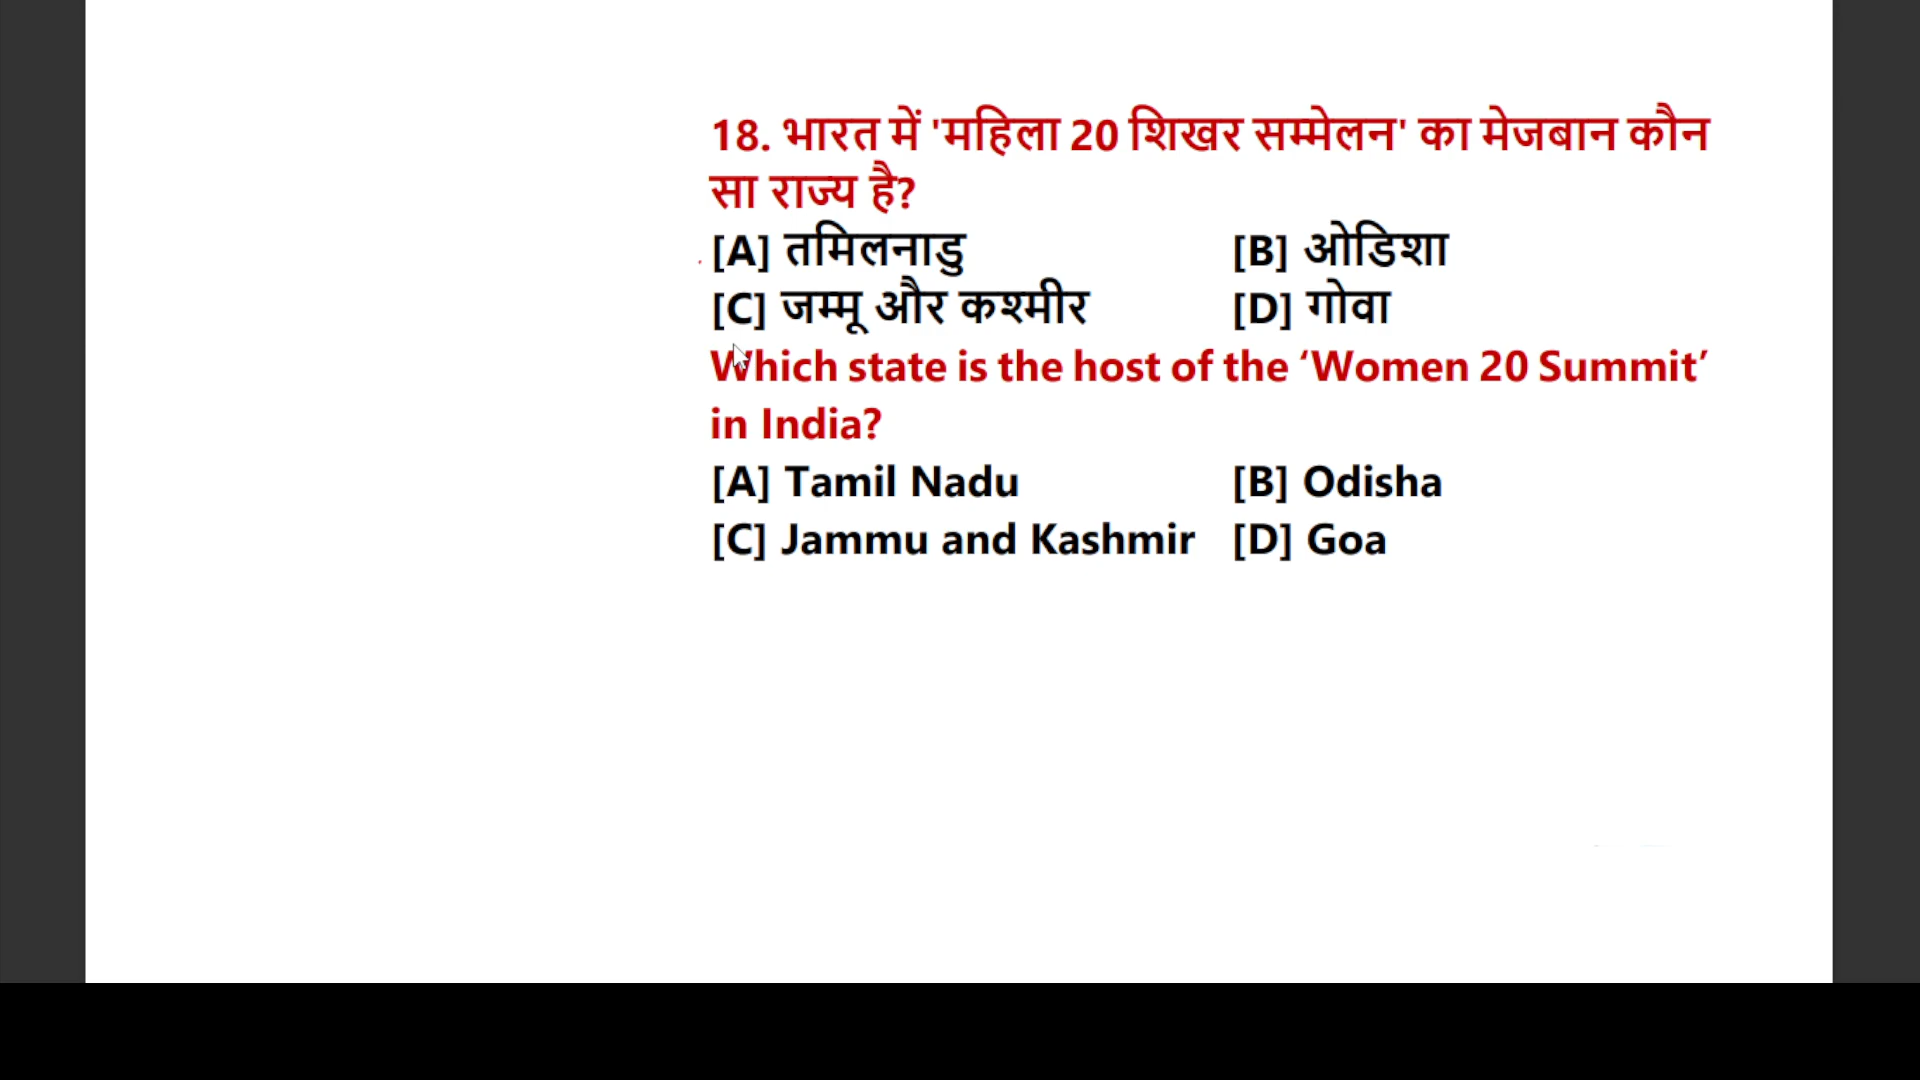 18. भारत में 'महिला 20 शिखर सम्मेलन' का मेजबान कौन
सा राज्य है?
[A] तमिलनाडु [B] ओडिशा
[C] जम्मू और कश्मीर [D] गोवा
Which state is the host of the ‘Women 20 Summit’
in India?
[A] Tamil Nadu [B] Odisha
[C] Jammu and Kashmir [D] Goa